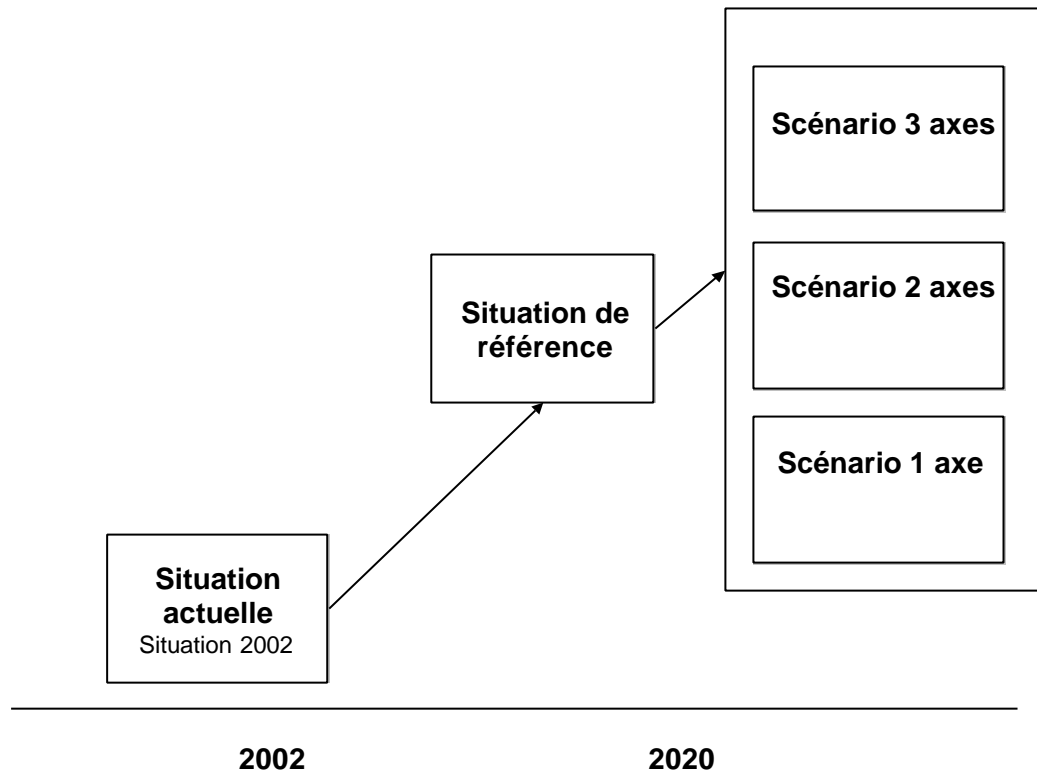 Scénario 3 axes
Scénario 2 axes
Situation de
référence
Scénario 1 axe
Situation
actuelle
Situation 2002
2002
2020